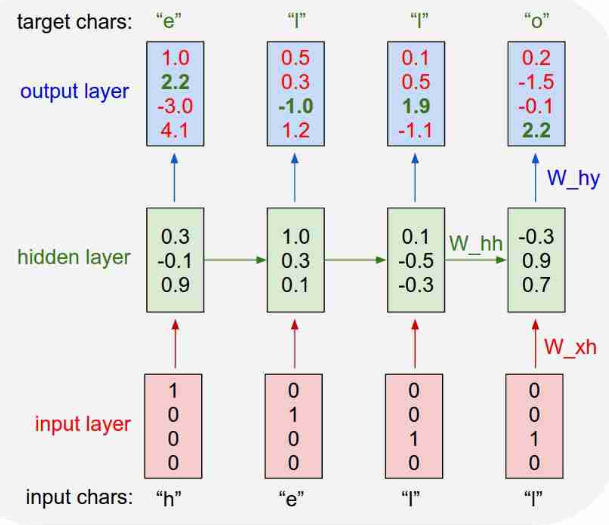 target chars: “e” “l” “l” “o”
1.0 0.5 0.1 0.2
2.2 0.3 0.5 -1.5
output layer
-3.0 -1.0 1.9 -0.1
4.1 1.2 -1.1 2.2
W_hy
0.3 1.0 0.1 -0.3
W_hh
hidden layer -0.1 0.3 -0.5 0.9
0.9 0.1 -0.3 0.7
W_xh
1 0 0 0
0 1 0 0
input layer
0 0 1 1
0 0 0 0
input chars: “h” “e” “l” “l”